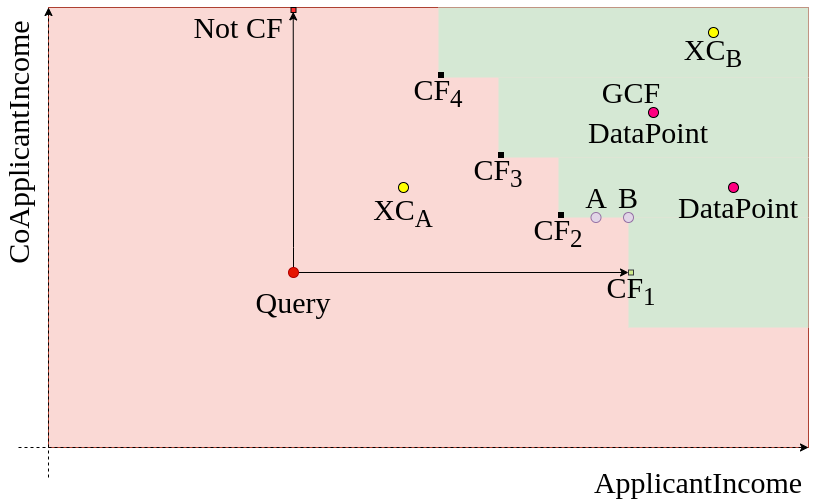 CoApplicantIncome
Not CF
XC_B
CF_4
GCF
DataPoint
CF_3
XC_A
A B
DataPoint
CF_2
Query
CF_1
ApplicantIncome